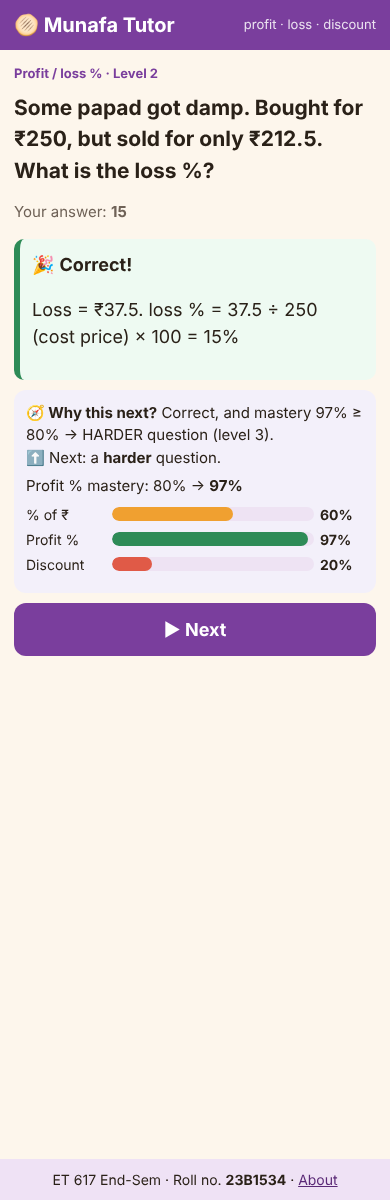 Munafa Tutor
profit · loss · discount
Profit / loss % · Level 2
Some papad got damp. Bought for
₹250, but sold for only ₹212.5.
What is the loss %?
Your answer: 15
🎉 Correct!
Loss = ₹37.5. loss % = 37.5 ÷ 250
(cost price) × 100 = 15%
🧭 Why this next? Correct, and mastery 97% ≥
80% → HARDER question (level 3).
⬆️ Next: a harder question.
Profit % mastery: 80% → 97%
% of ₹ 60%
Profit % 97%
Discount 20%
▶ Next
ET 617 End-Sem · Roll no. 23B1534 · About